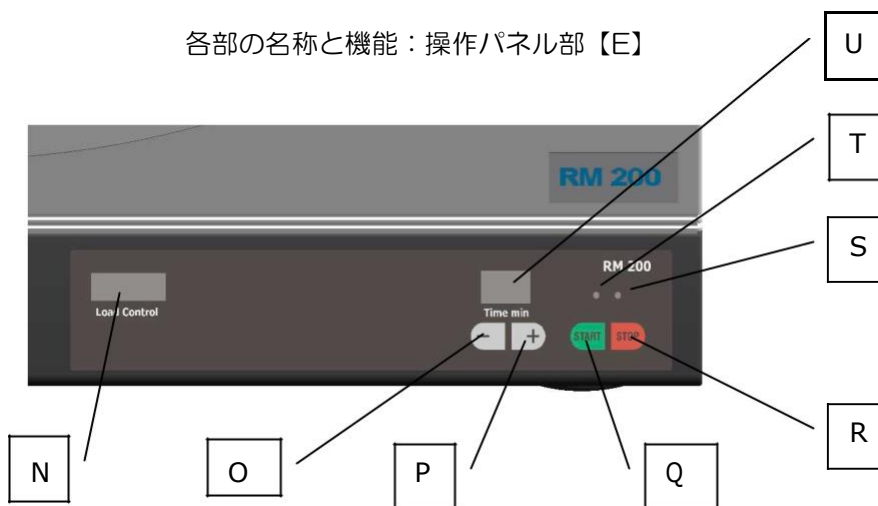 各部の名称と機能：操作パネル部【E】
U
T
RM 200
S
RM 200
Load Control
Time min
- + START STOP
R
N
O
P
Q